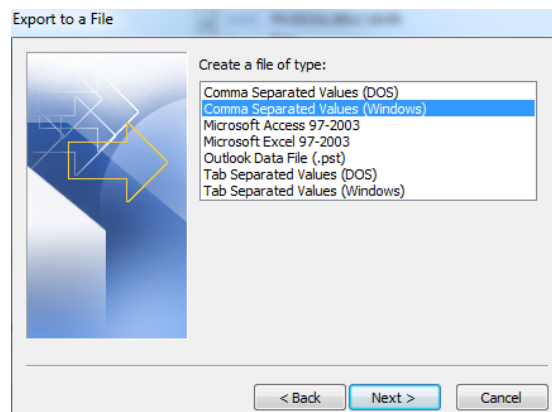 Export to a File
Create a file of type:
Comma Separated Values (DOS)
Comma Separated Values (Windows)
Microsoft Access 97-2003
Microsoft Excel 97-2003
Outlook Data File (.pst)
Tab Separated Values (DOS)
Tab Separated Values (Windows)
< Back
Next >
Cancel